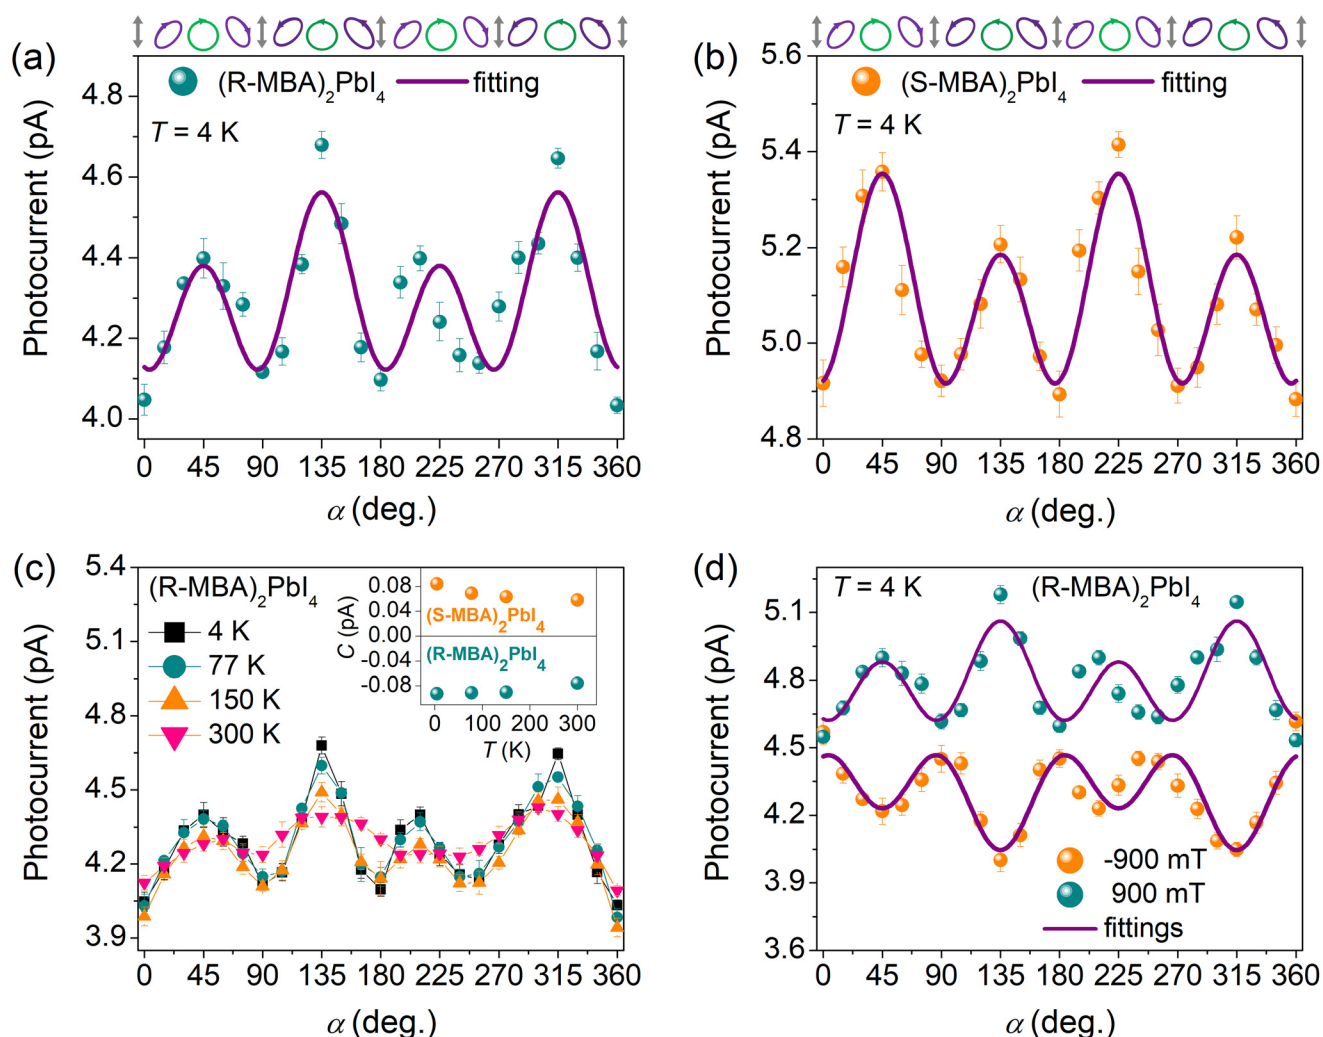 (a)
(R-MBA)₂PbI₄ fitting
T = 4 K
Photocurrent (pA)
4.8
4.6
4.4
4.2
4.0
0 45 90 135 180 225 270 315 360
α (deg.)
(b)
(S-MBA)₂PbI₄ fitting
T = 4 K
Photocurrent (pA)
5.6
5.4
5.2
5.0
4.8
0 45 90 135 180 225 270 315 360
α (deg.)
(c)
(R-MBA)₂PbI₄
4 K
77 K
150 K
300 K
Photocurrent (pA)
5.4
5.1
4.8
4.5
4.2
3.9
0 45 90 135 180 225 270 315 360
α (deg.)
C (pA)
0.08
0.04
0.00
-0.04
-0.08
(S-MBA)₂PbI₄
(R-MBA)₂PbI₄
0 100 200 300
T (K)
(d)
T = 4 K (R-MBA)₂PbI₄
Photocurrent (pA)
5.1
4.8
4.5
4.2
3.9
3.6
-900 mT
900 mT
fittings
0 45 90 135 180 225 270 315 360
α (deg.)